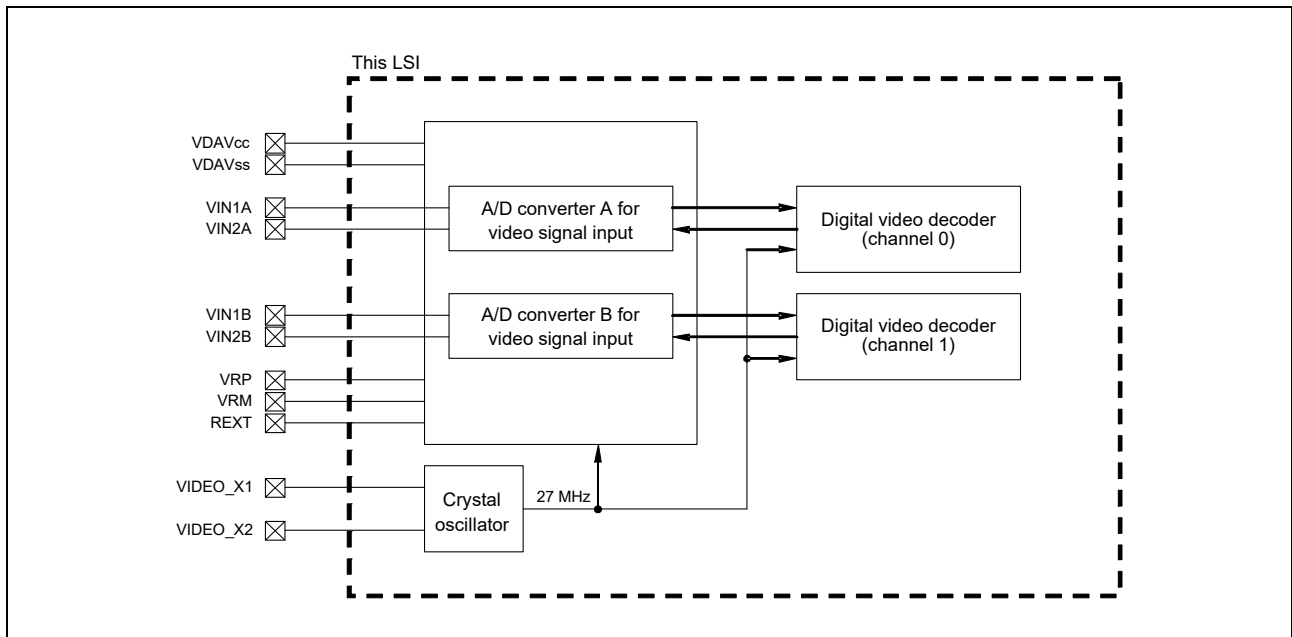 This LSI
VDAVcc
VDAVss
VIN1A
VIN2A
A/D converter A for
video signal input
Digital video decoder
(channel 0)
VIN1B
VIN2B
A/D converter B for
video signal input
Digital video decoder
(channel 1)
VRP
VRM
REXT
VIDEO_X1
VIDEO_X2
Crystal
oscillator
27 MHz